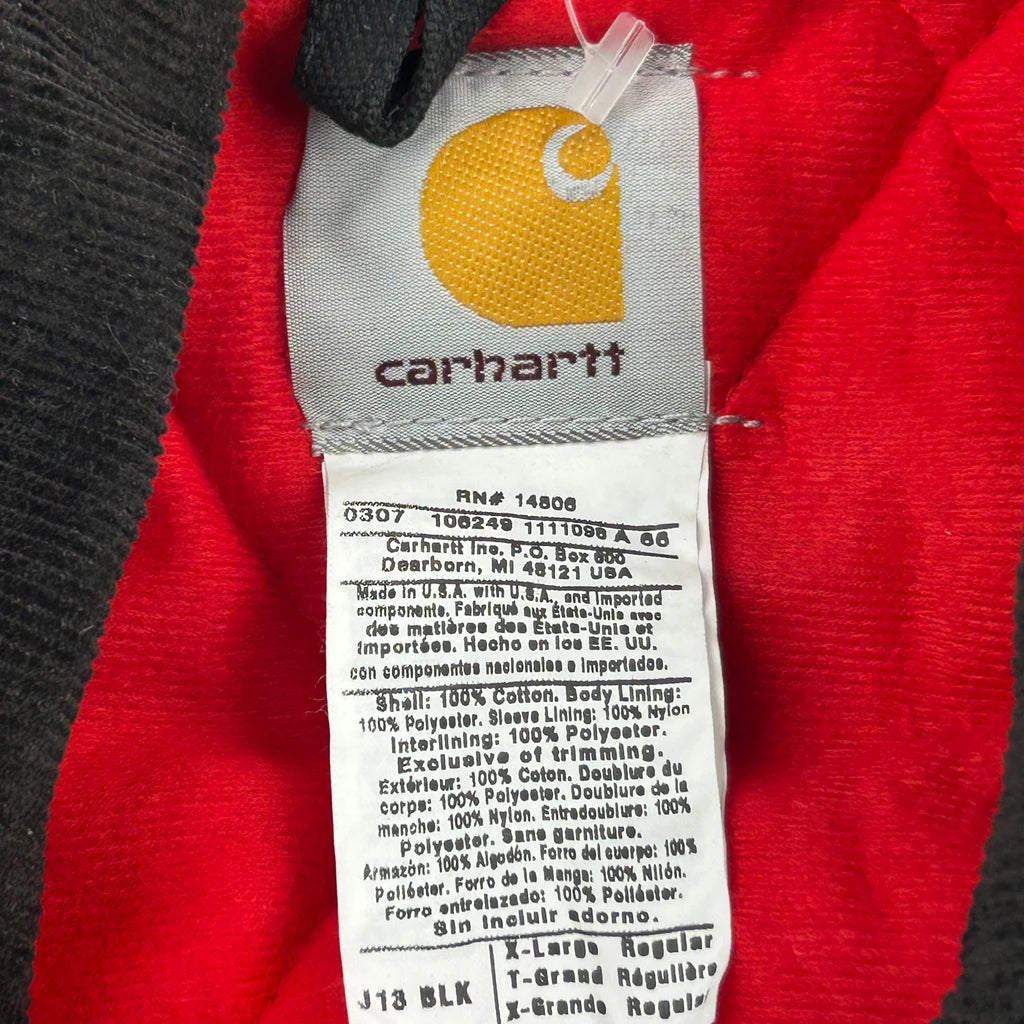 carhartt
RN# 14806
0307 106249 1111096 A 66
Carhartt Inc. P.O. Box 600
Dearborn, MI 48121 USA
Made in U.S.A. with U.S.A. and imported
components. Fabriqué aux États-Unis avec
des matières des États-Unis et
importées. Hecho en los EE. UU.
con componentes nacionales e importados.
Shell: 100% Cotton. Body Lining:
100% Polyester. Sleeve Lining: 100% Nylon
Interlining: 100% Polyester.
Exclusive of trimming.
Extérieur: 100% Coton. Doublure du
corps: 100% Polyester. Doublure de la
manche: 100% Nylon. Entredoublure: 100%
Polyester. Sans garniture.
Armazón: 100% Algodón. Forro del cuerpo: 100%
Poliéster. Forro de la Manga: 100% Nilón.
Forro entrelazado: 100% Poliéster.
Sin incluir adorno.
J13 BLK
X-Large Regular
T-Grand Régulière
X-Grande Regular